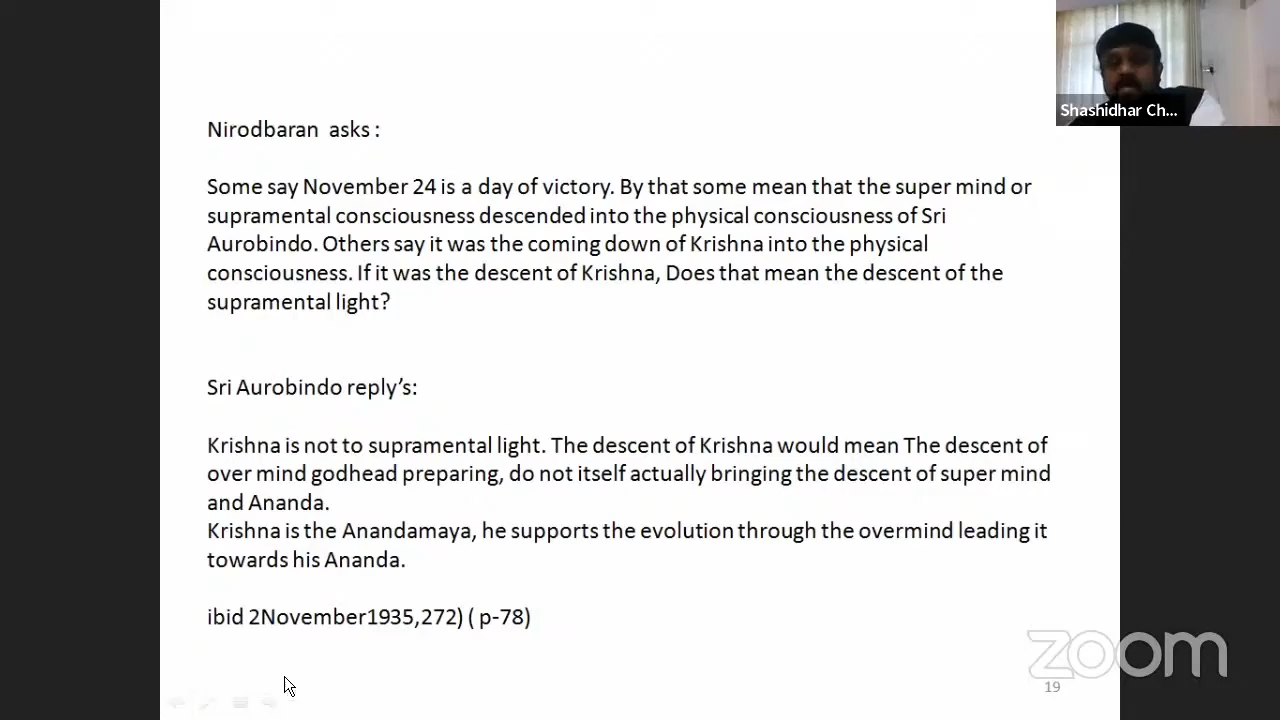 Shashidhar Ch...
Nirodbaran asks :
Some say November 24 is a day of victory. By that some mean that the super mind or
supramental consciousness descended into the physical consciousness of Sri
Aurobindo. Others say it was the coming down of Krishna into the physical
consciousness. If it was the descent of Krishna, Does that mean the descent of the
supramental light?
Sri Aurobindo reply’s:
Krishna is not to supramental light. The descent of Krishna would mean The descent of
over mind godhead preparing, do not itself actually bringing the descent of super mind
and Ananda.
Krishna is the Anandamaya, he supports the evolution through the overmind leading it
towards his Ananda.
ibid 2November1935,272) ( p-78)
zoom
19